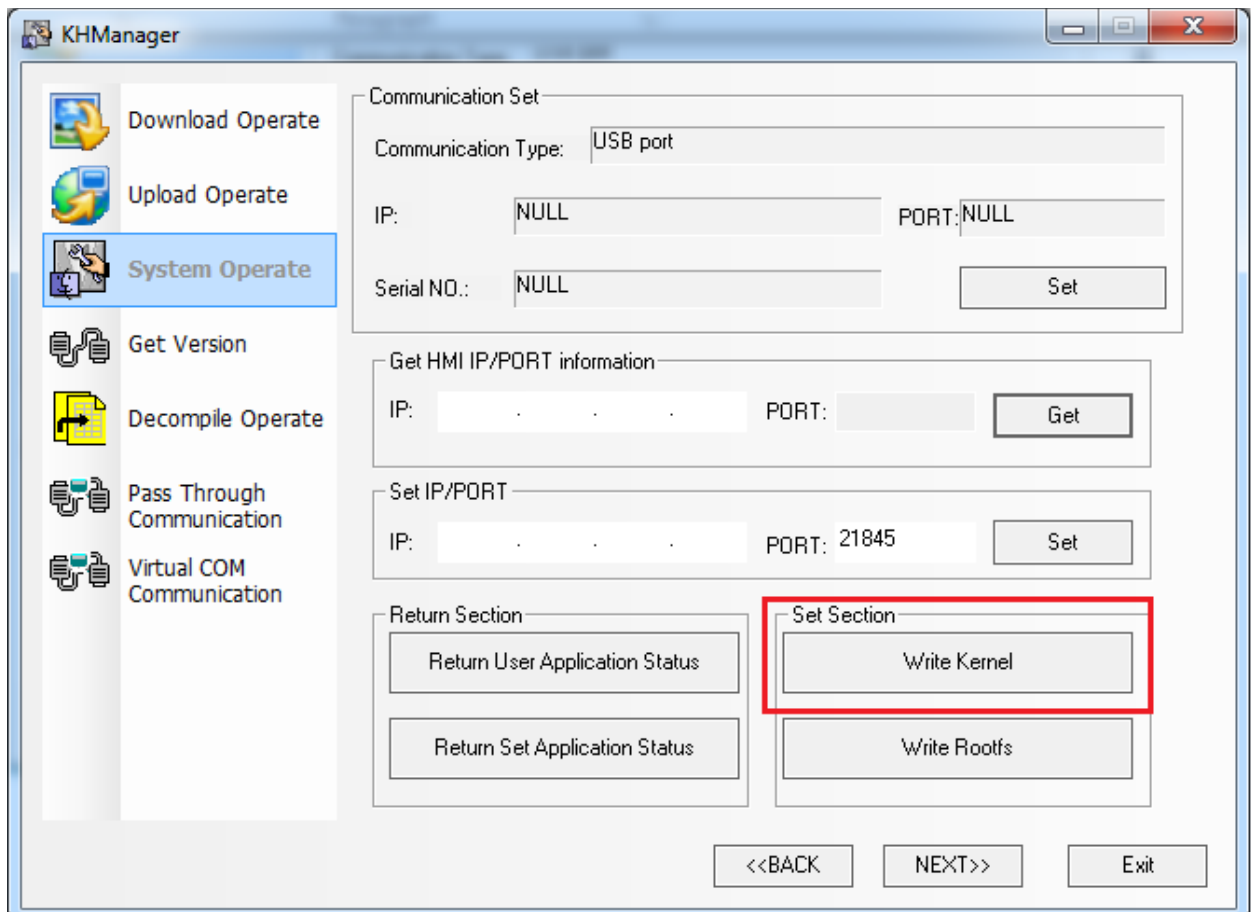 KHManager
Download Operate
Upload Operate
System Operate
Get Version
Decompile Operate
Pass Through
Communication
Virtual COM
Communication
Communication Set
Communication Type: USB port
IP: NULL PORT: NULL
Serial NO.: NULL Set
Get HMI IP/PORT information
IP: . . . PORT: Get
Set IP/PORT
IP: . . . PORT: 21845 Set
Return Section
Return User Application Status
Return Set Application Status
Set Section
Write Kernel
Write Rootfs
<<BACK NEXT>> Exit